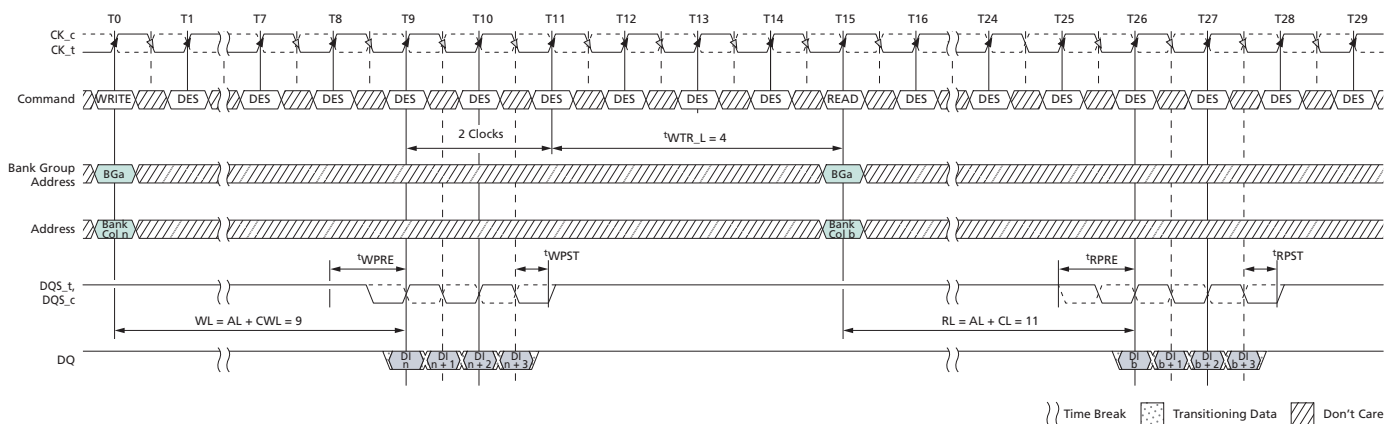 T0 T1 T7 T8 T9 T10 T11 T12 T13 T14 T15 T16 T24 T25 T26 T27 T28 T29
CK_c
CK_t
Command WRITE DES DES DES DES DES DES DES DES DES READ DES DES DES DES DES DES DES
2 Clocks tWTR_L = 4
Bank Group
Address BGa BGa
Address Bank
Col n Bank
Col b
tWPRE tWPST tRPRE tRPST
DQS_t,
DQS_c
WL = AL + CWL = 9 RL = AL + CL = 11
DQ DI
n DI
n + 1 DI
n + 2 DI
n + 3 DI
b DI
b + 1 DI
b + 2 DI
b + 3
Time Break Transitioning Data Don't Care